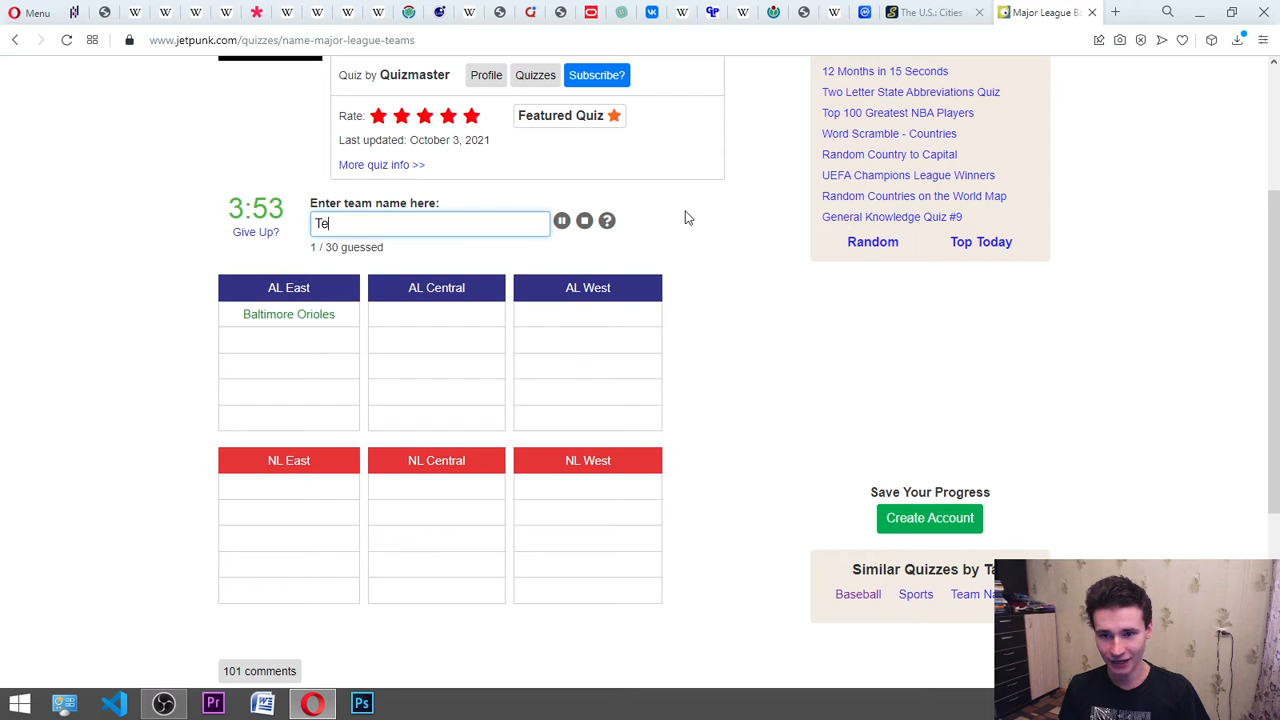 Menu
The U.S.: Cities
Major League Ba
www.jetpunk.com/quizzes/name-major-league-teams
Quiz by Quizmaster Profile Quizzes Subscribe?
Rate: Featured Quiz
Last updated: October 3, 2021
More quiz info >>
3:53
Give Up?
Enter team name here:
Te
1 / 30 guessed
AL East AL Central AL West
Baltimore Orioles
NL East NL Central NL West
101 comments
12 Months in 15 Seconds
Two Letter State Abbreviations Quiz
Top 100 Greatest NBA Players
Word Scramble - Countries
Random Country to Capital
UEFA Champions League Winners
Random Countries on the World Map
General Knowledge Quiz #9
Random Top Today
Save Your Progress
Create Account
Similar Quizzes by Ta
Baseball Sports Team Na
Pr W Ps